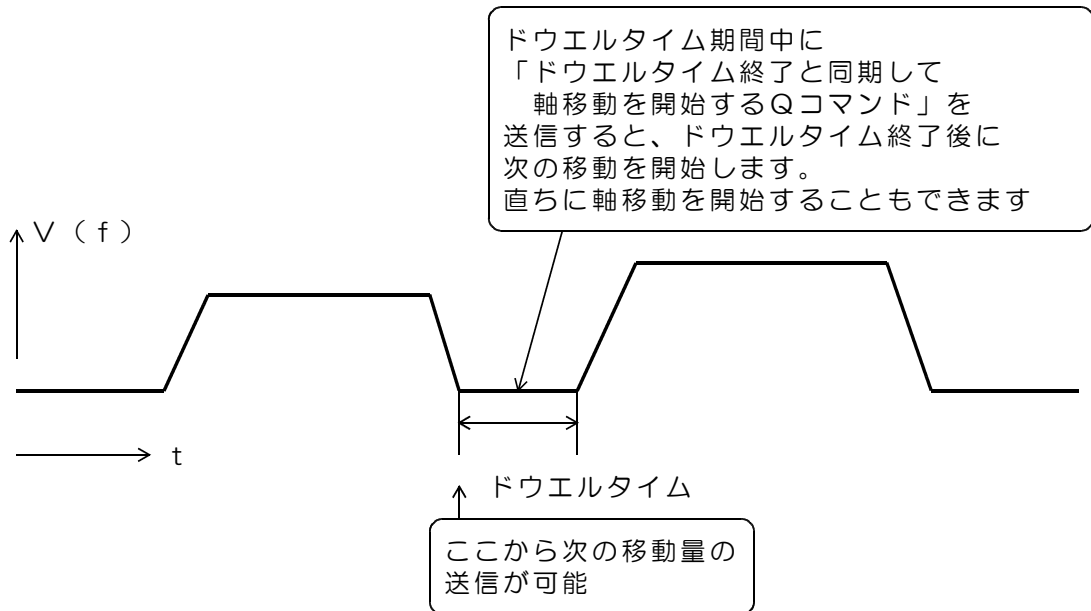 ドウエルタイム期間中に
「ドウエルタイム終了と同期して
　軸移動を開始するＱコマンド」を
送信すると、ドウエルタイム終了後に
次の移動を開始します。
直ちに軸移動を開始することもできます
Ｖ（ｆ）
ｔ
ドウエルタイム
ここから次の移動量の
送信が可能